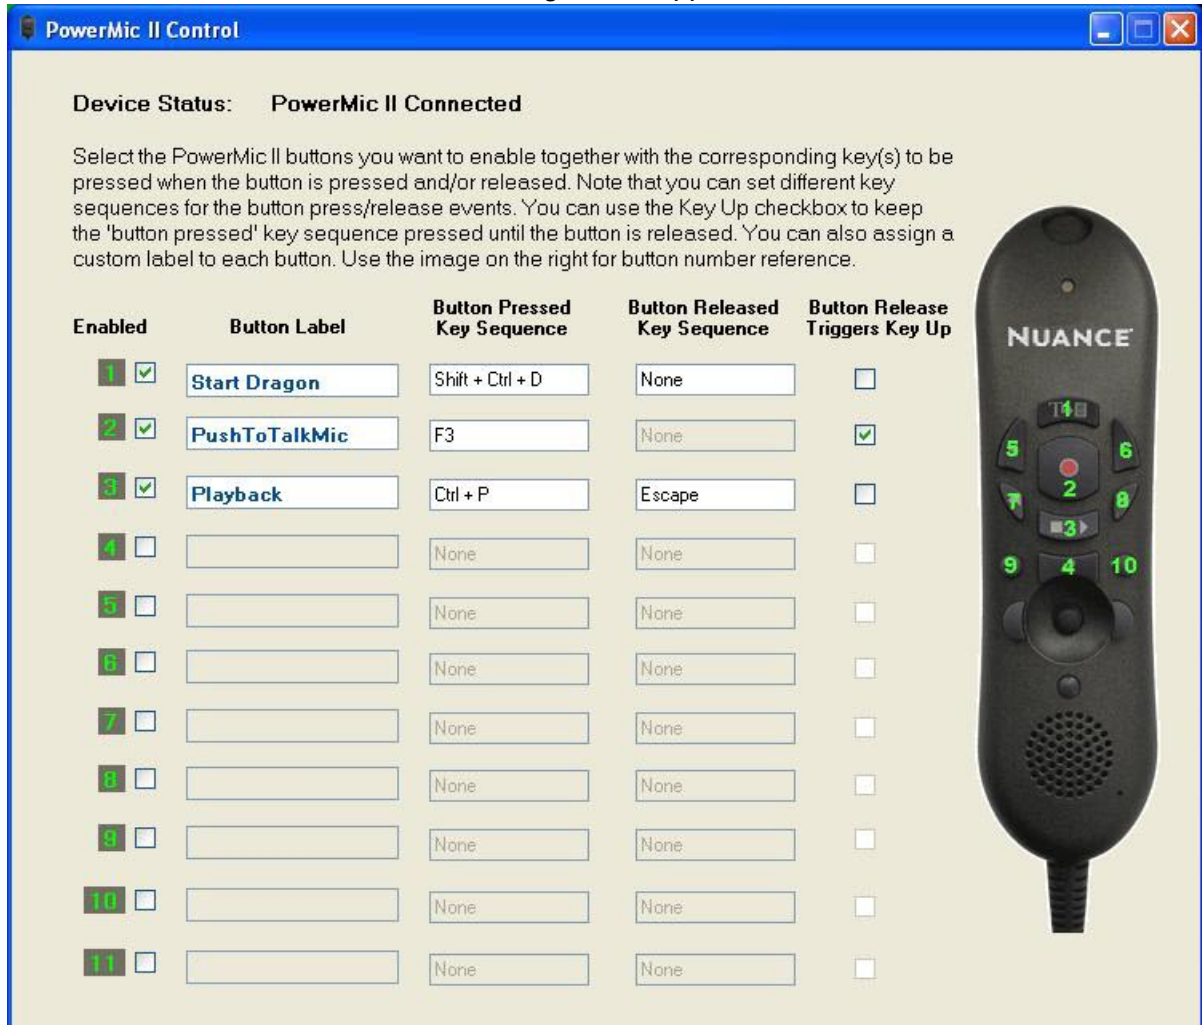 PowerMic II Control
Device Status: PowerMic II Connected
Select the PowerMic II buttons you want to enable together with the corresponding key(s) to be
pressed when the button is pressed and/or released. Note that you can set different key
sequences for the button press/release events. You can use the Key Up checkbox to keep
the 'button pressed' key sequence pressed until the button is released. You can also assign a
custom label to each button. Use the image on the right for button number reference.
Enabled Button Label Button Pressed Key Sequence Button Released Key Sequence Button Release Triggers Key Up
1 Start Dragon Shift + Ctrl + D None
2 PushToTalkMic F3 None
3 Playback Ctrl + P Escape
4 None None
5 None None
6 None None
7 None None
8 None None
9 None None
10 None None
11 None None
NUANCE
1
5 6
2
7 8
3
9 4 10